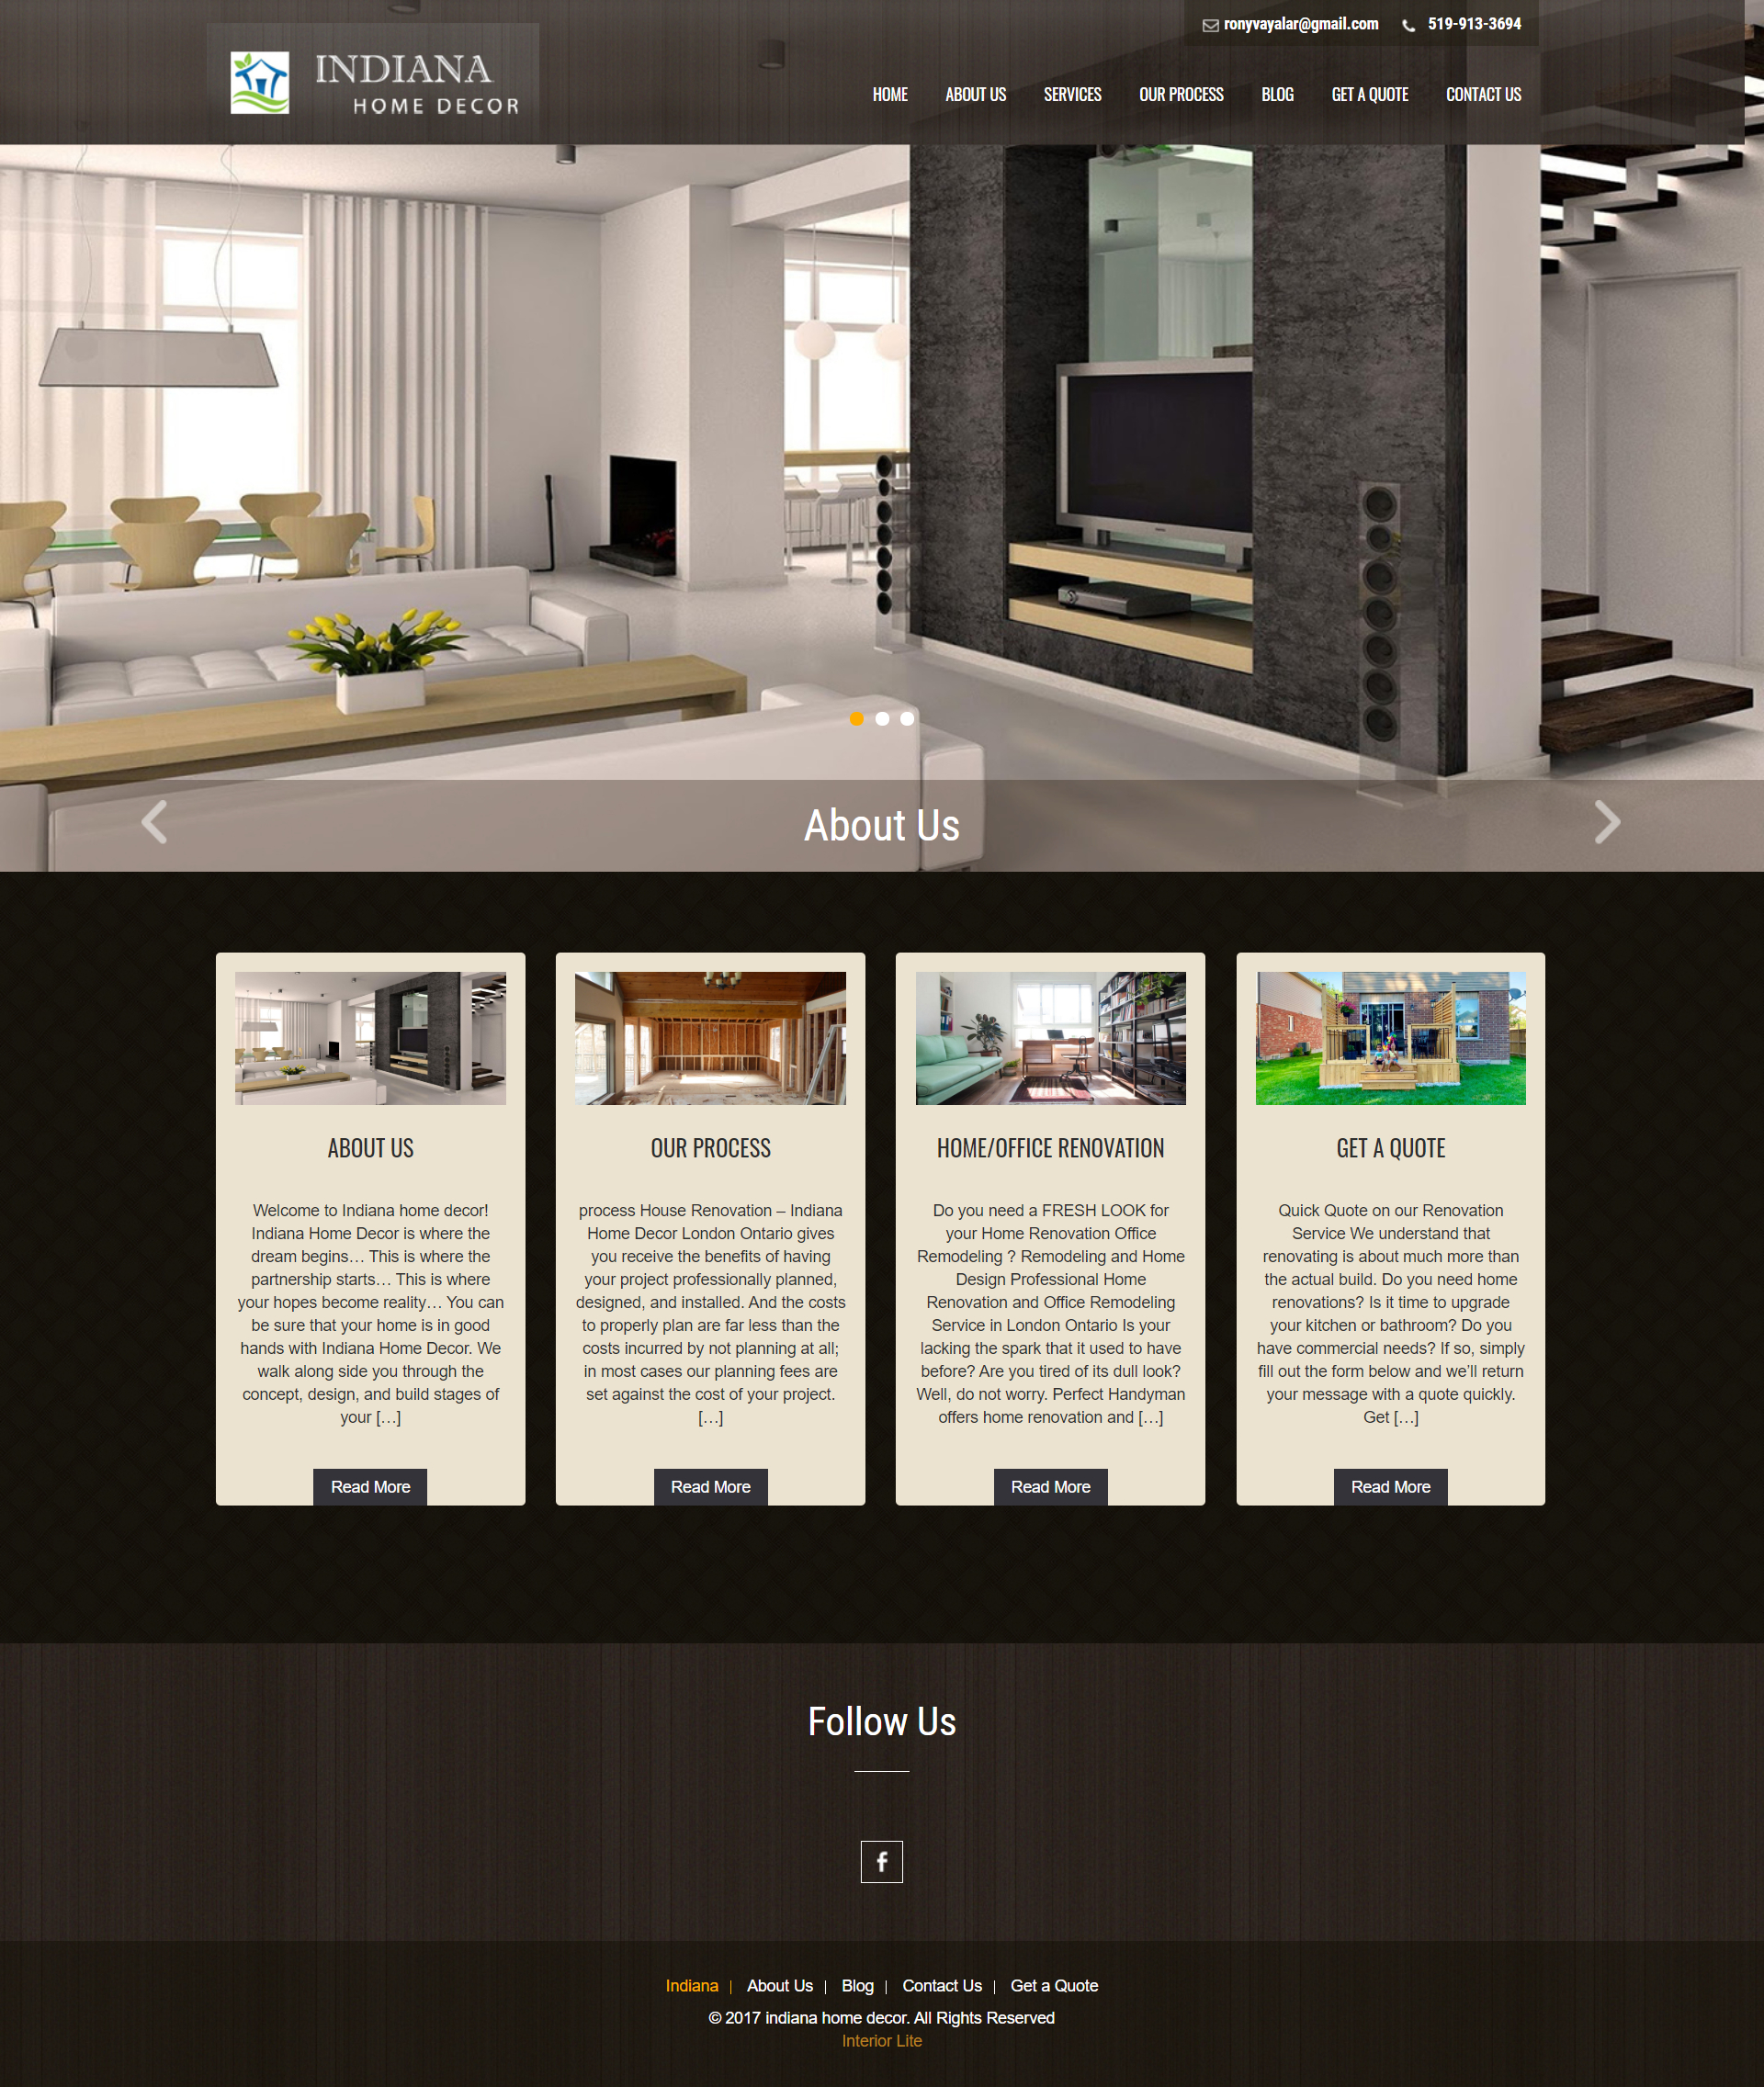 ronyvayalar@gmail.com 519-913-3694
INDIANA
HOME DECOR
HOME ABOUT US SERVICES OUR PROCESS BLOG GET A QUOTE CONTACT US
About Us
ABOUT US
Welcome to Indiana home decor!
Indiana Home Decor is where the
dream begins… This is where the
partnership starts… This is where
your hopes become reality… You can
be sure that your home is in good
hands with Indiana Home Decor. We
walk along side you through the
concept, design, and build stages of
your […]
Read More
OUR PROCESS
process House Renovation – Indiana
Home Decor London Ontario gives
you receive the benefits of having
your project professionally planned,
designed, and installed. And the costs
to properly plan are far less than the
costs incurred by not planning at all;
in most cases our planning fees are
set against the cost of your project.
[…]
Read More
HOME/OFFICE RENOVATION
Do you need a FRESH LOOK for
your Home Renovation Office
Remodeling ? Remodeling and Home
Design Professional Home
Renovation and Office Remodeling
Service in London Ontario Is your
lacking the spark that it used to have
before? Are you tired of its dull look?
Well, do not worry. Perfect Handyman
offers home renovation and […]
Read More
GET A QUOTE
Quick Quote on our Renovation
Service We understand that
renovating is about much more than
the actual build. Do you need home
renovations? Is it time to upgrade
your kitchen or bathroom? Do you
have commercial needs? If so, simply
fill out the form below and we’ll return
your message with a quote quickly.
Get […]
Read More
Follow Us
Indiana | About Us | Blog | Contact Us | Get a Quote
© 2017 indiana home decor. All Rights Reserved
Interior Lite